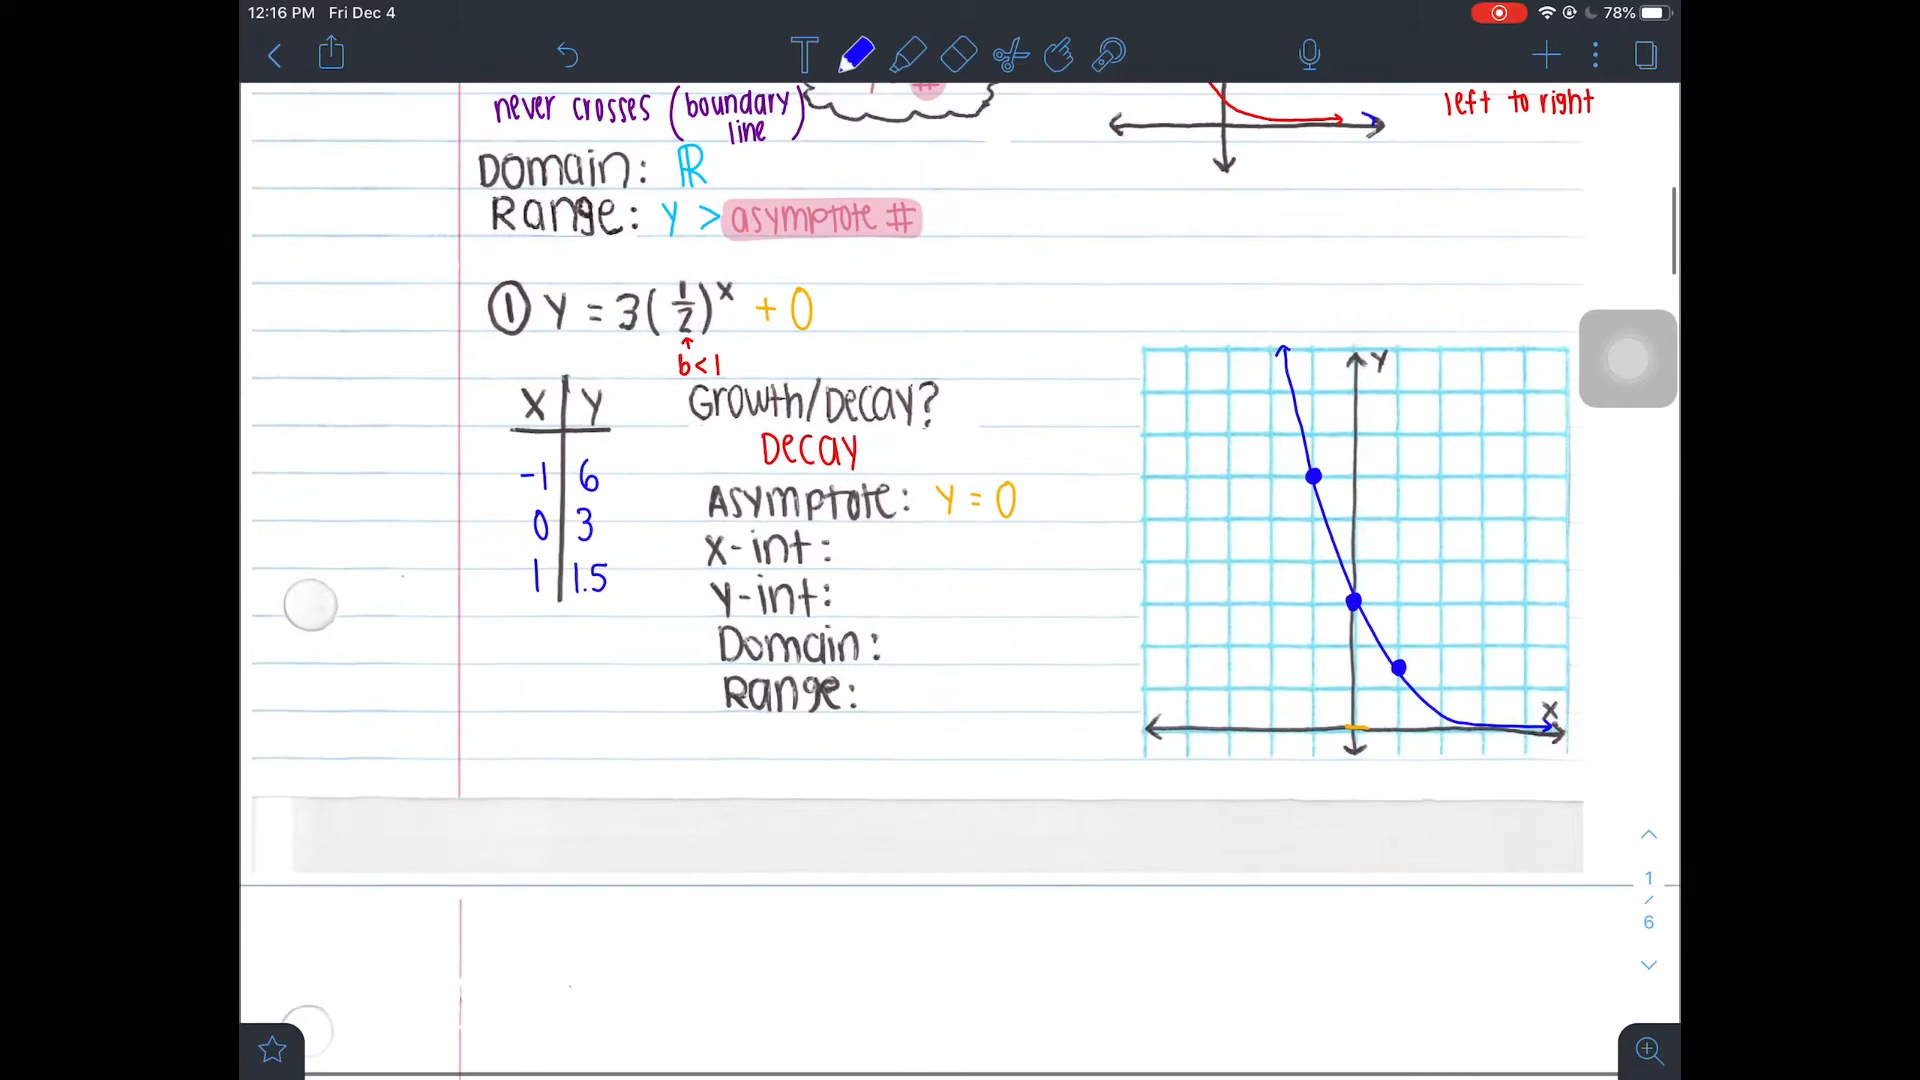 12:16 PM Fri Dec 4
78%
T
never crosses (boundary line)
left to right
Domain: ℝ
Range: y > asymptote #
① Y = 3(1/2)^x + 0
b<1
X | Y
-1 | 6
0 | 3
1 | 1.5
Growth/Decay?
Decay
Asymptote: y = 0
X-int:
Y-int:
Domain:
Range:
Y
X
1
/
6